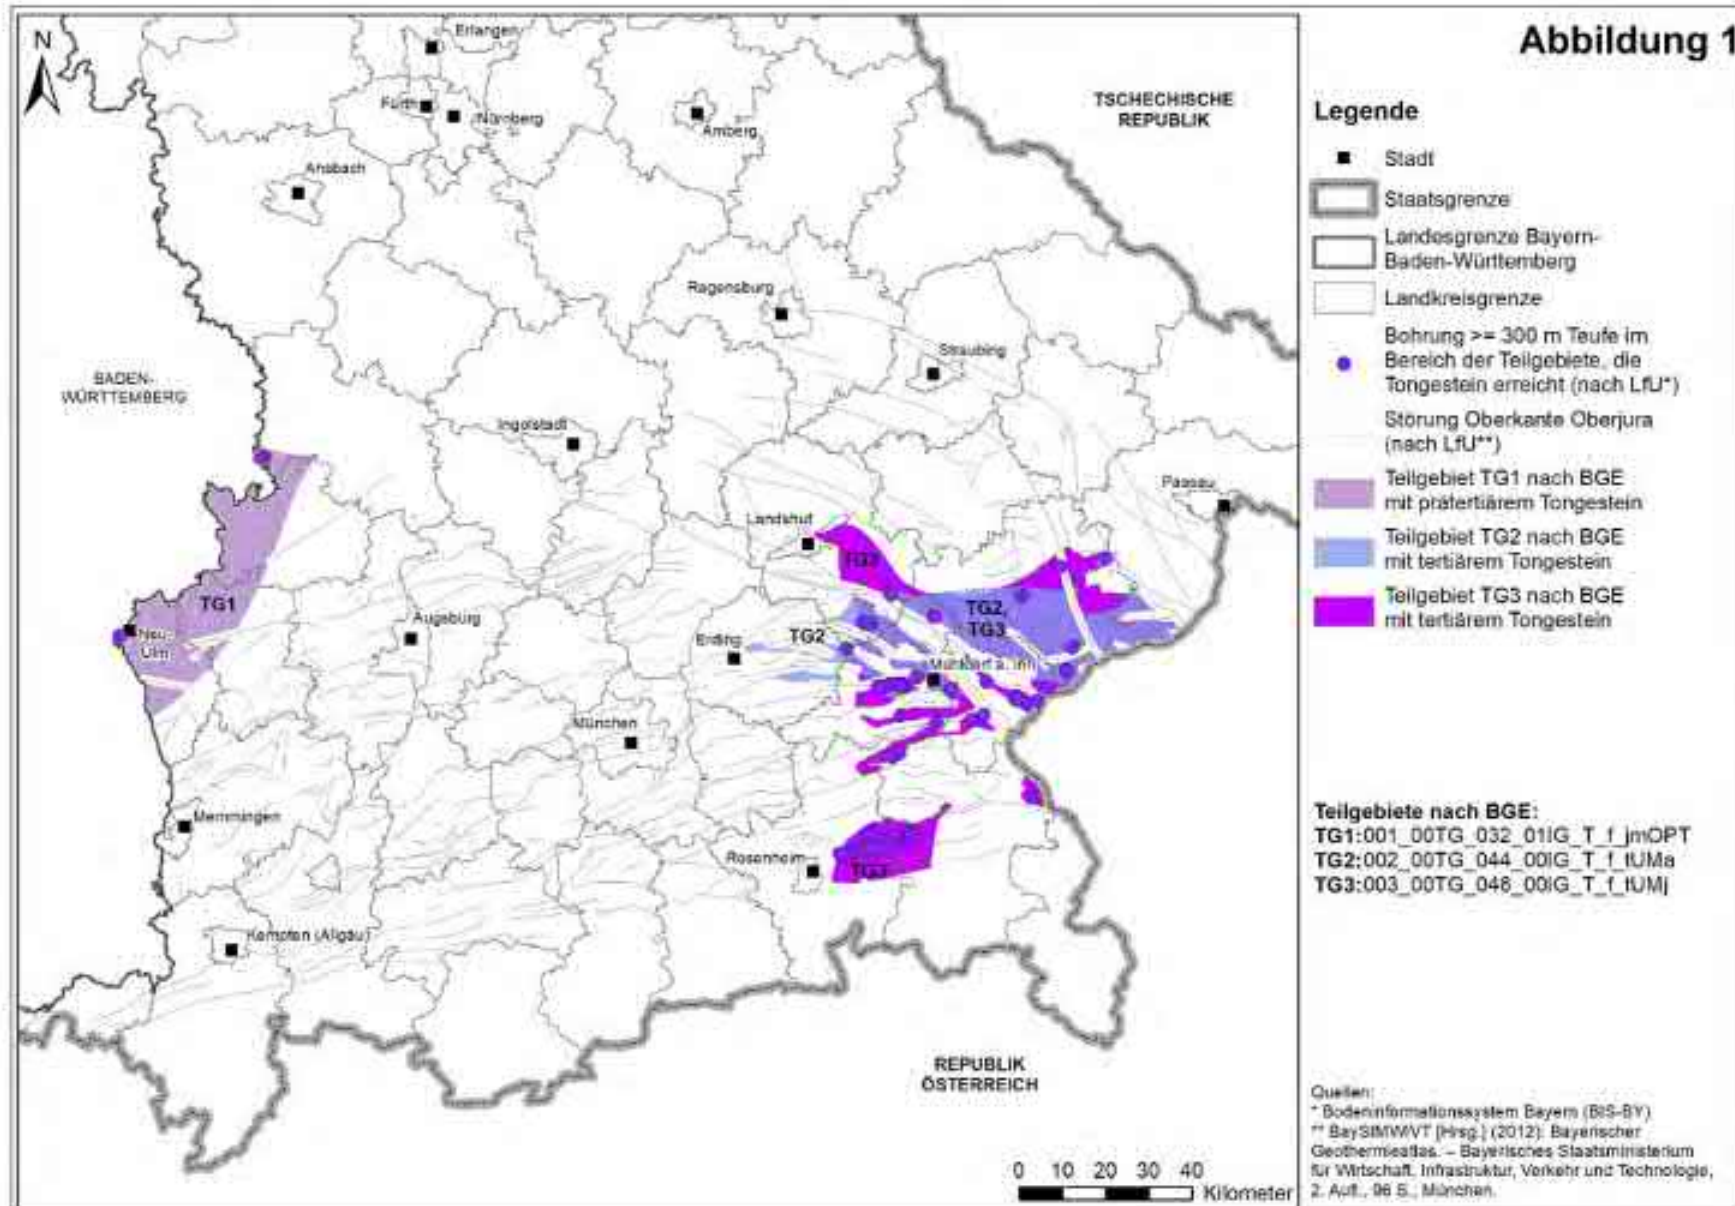 Abbildung 1
N
Erlangen
Fürth
Nürnberg
Amberg
TSCHECHISCHE
REPUBLIK
Ansbach
Regensburg
Straubing
BADEN-
WÜRTTEMBERG
Ingolstadt
Passau
Landshut
TG3
TG1
Neu-
Ulm
Augsburg
Erding
TG2
TG2,
TG3
Mühldorf a. Inn
München
Memmingen
Rosenheim
TG3
Kempten (Allgäu)
REPUBLIK
ÖSTERREICH
0 10 20 30 40
Kilometer
Legende
Stadt
Staatsgrenze
Landesgrenze Bayern-
Baden-Württemberg
Landkreisgrenze
Bohrung >= 300 m Teufe im
Bereich der Teilgebiete, die
Tongestein erreicht (nach LfU*)
Störung Oberkante Oberjura
(nach LfU**)
Teilgebiet TG1 nach BGE
mit prätertiärem Tongestein
Teilgebiet TG2 nach BGE
mit tertiärem Tongestein
Teilgebiet TG3 nach BGE
mit tertiärem Tongestein
Teilgebiete nach BGE:
TG1:001_00TG_032_01IG_T_f_jmOPT
TG2:002_00TG_044_00IG_T_f_tUMa
TG3:003_00TG_046_00IG_T_f_tUMj
Quellen:
* Bodeninformationssystem Bayern (BIS-BY)
** BayStMWIVT [Hrsg.] (2012): Bayerischer
Geothermieatlas. – Bayerisches Staatsministerium
für Wirtschaft, Infrastruktur, Verkehr und Technologie,
2. Aufl., 96 S., München.